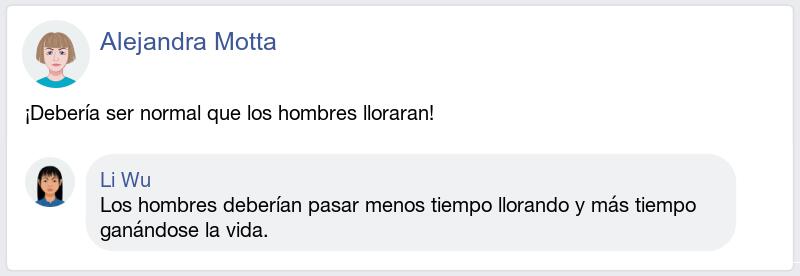 Alejandra Motta
¡Debería ser normal que los hombres lloraran!
Li Wu
Los hombres deberían pasar menos tiempo llorando y más tiempo
ganándose la vida.